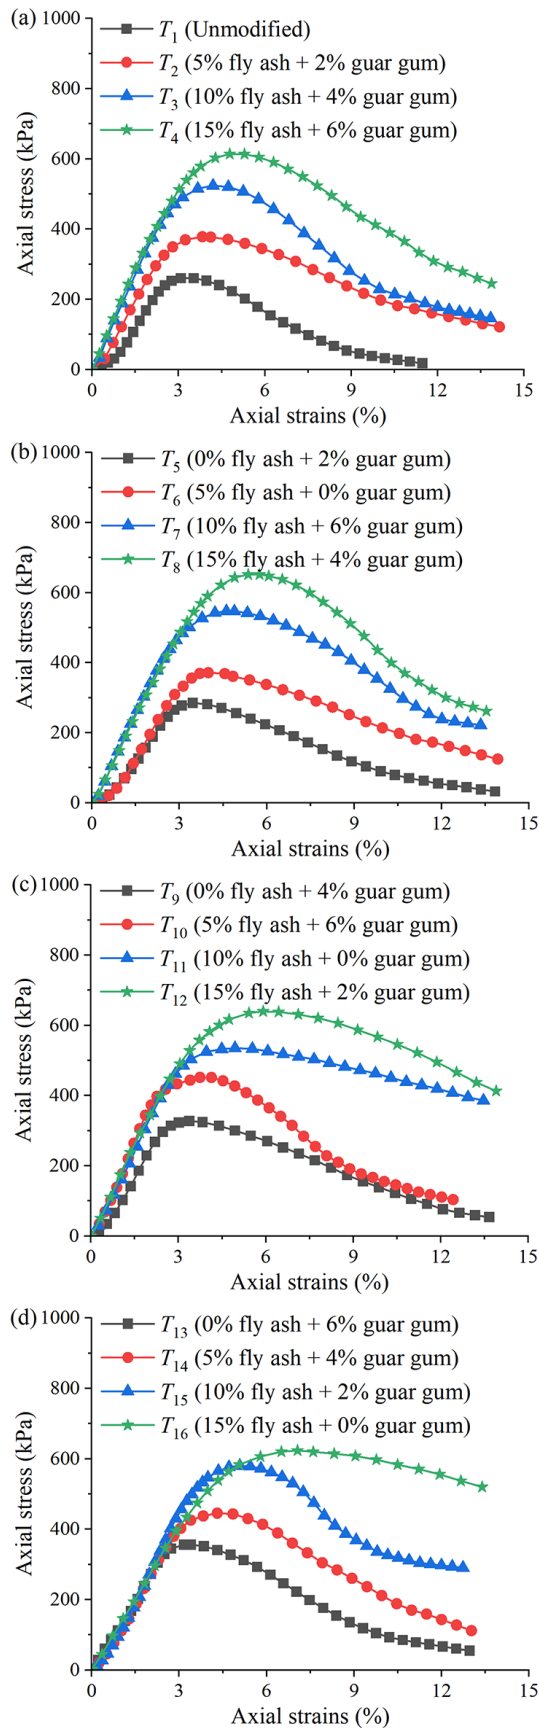 (a)
1000
T1 (Unmodified)
T2 (5% fly ash + 2% guar gum)
800
T3 (10% fly ash + 4% guar gum)
T4 (15% fly ash + 6% guar gum)
600
400
200
0
Axial stress (kPa)
0 3 6 9 12 15
Axial strains (%)
(b)
1000
T5 (0% fly ash + 2% guar gum)
T6 (5% fly ash + 0% guar gum)
800
T7 (10% fly ash + 6% guar gum)
T8 (15% fly ash + 4% guar gum)
600
400
200
0
Axial stress (kPa)
0 3 6 9 12 15
Axial strains (%)
(c)
1000
T9 (0% fly ash + 4% guar gum)
T10 (5% fly ash + 6% guar gum)
800
T11 (10% fly ash + 0% guar gum)
T12 (15% fly ash + 2% guar gum)
600
400
200
0
Axial stress (kPa)
0 3 6 9 12 15
Axial strains (%)
(d)
1000
T13 (0% fly ash + 6% guar gum)
T14 (5% fly ash + 4% guar gum)
800
T15 (10% fly ash + 2% guar gum)
T16 (15% fly ash + 0% guar gum)
600
400
200
0
Axial stress (kPa)
0 3 6 9 12 15
Axial strains (%)